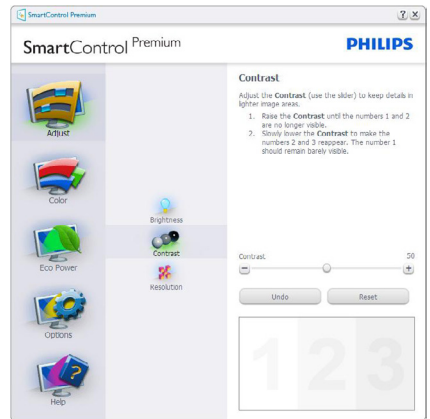 SmartControl Premium
SmartControl Premium
PHILIPS
Adjust
Color
Eco Power
Options
Help
Brightness
Contrast
Resolution
Contrast
Adjust the Contrast (use the slider) to keep details in
lighter image areas.
1. Raise the Contrast until the numbers 1 and 2
are no longer visible.
2. Slowly lower the Contrast to make the
numbers 2 and 3 reappear. The number 1
should remain barely visible.
Contrast 50
Undo Reset
1 2 3